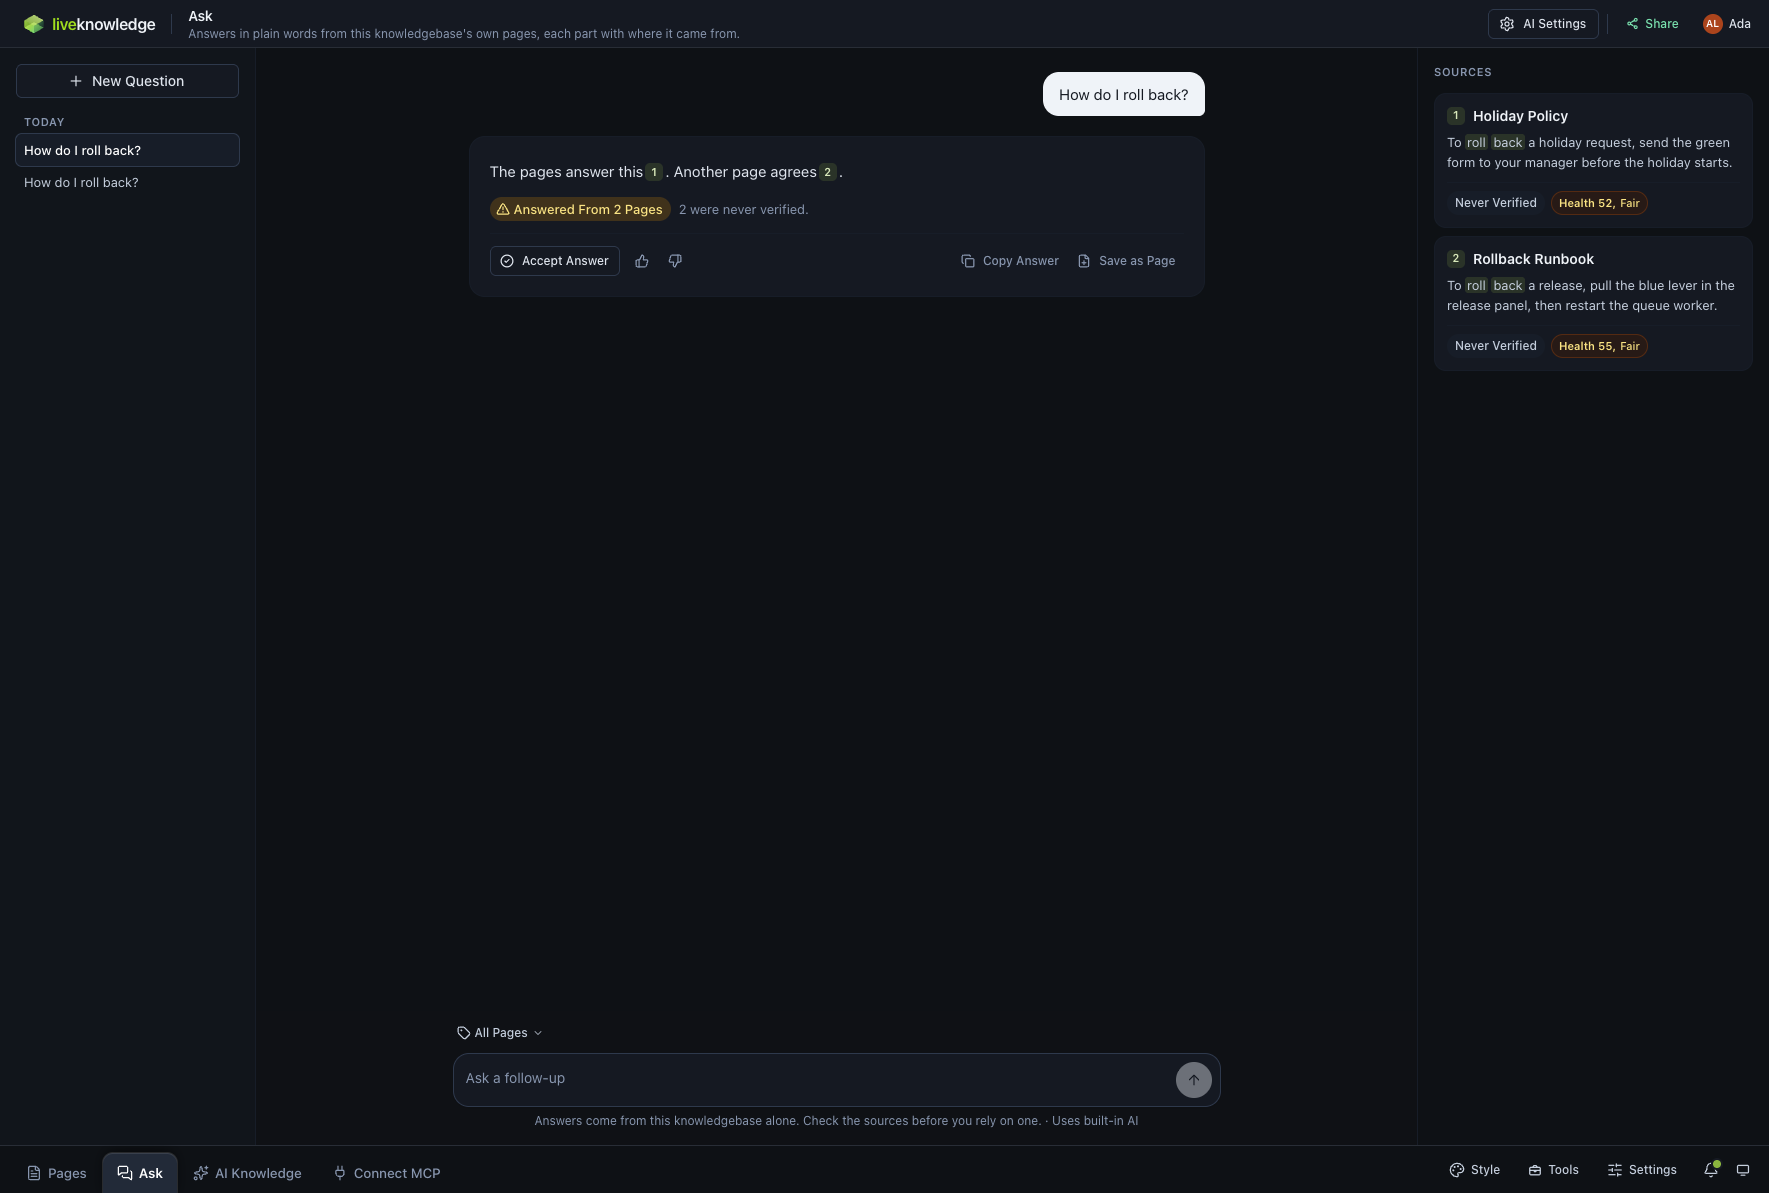 liveknowledge
Ask
Answers in plain words from this knowledgebase's own pages, each part with where it came from.
AI Settings
Share
AL
Ada
New Question
TODAY
How do I roll back?
How do I roll back?
How do I roll back?
The pages answer this 1. Another page agrees 2.
Answered From 2 Pages 2 were never verified.
Accept Answer
Copy Answer
Save as Page
SOURCES
1 Holiday Policy
To roll back a holiday request, send the green
form to your manager before the holiday starts.
Never Verified Health 52, Fair
2 Rollback Runbook
To roll back a release, pull the blue lever in the
release panel, then restart the queue worker.
Never Verified Health 55, Fair
All Pages
Ask a follow-up
Answers come from this knowledgebase alone. Check the sources before you rely on one. · Uses built-in AI
Pages
Ask
AI Knowledge
Connect MCP
Style
Tools
Settings